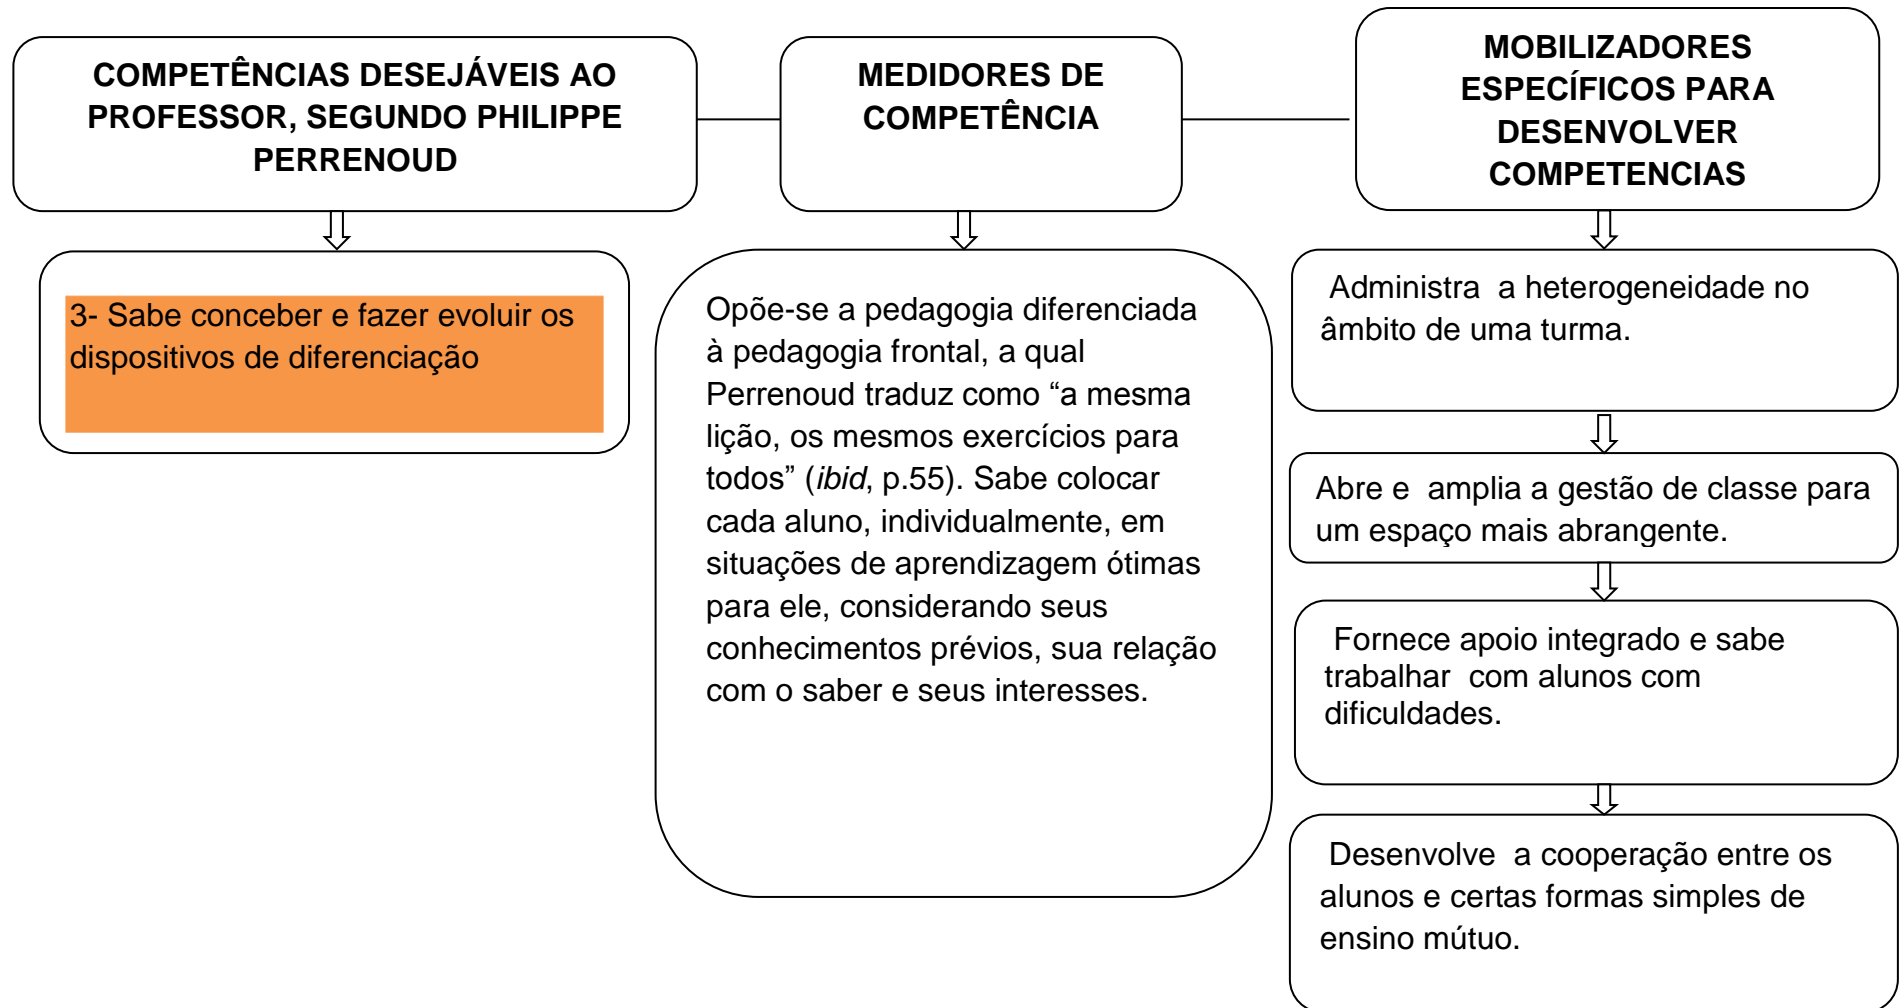 COMPETÊNCIAS DESEJÁVEIS AO
PROFESSOR, SEGUNDO PHILIPPE
PERRENOUD
MEDIDORES DE
COMPETÊNCIA
MOBILIZADORES
ESPECÍFICOS PARA
DESENVOLVER
COMPETENCIAS
3- Sabe conceber e fazer evoluir os
dispositivos de diferenciação
Opõe-se a pedagogia diferenciada
à pedagogia frontal, a qual
Perrenoud traduz como “a mesma
lição, os mesmos exercícios para
todos” (ibid, p.55). Sabe colocar
cada aluno, individualmente, em
situações de aprendizagem ótimas
para ele, considerando seus
conhecimentos prévios, sua relação
com o saber e seus interesses.
Administra a heterogeneidade no
âmbito de uma turma.
Abre e amplia a gestão de classe para
um espaço mais abrangente.
Fornece apoio integrado e sabe
trabalhar com alunos com
dificuldades.
Desenvolve a cooperação entre os
alunos e certas formas simples de
ensino mútuo.